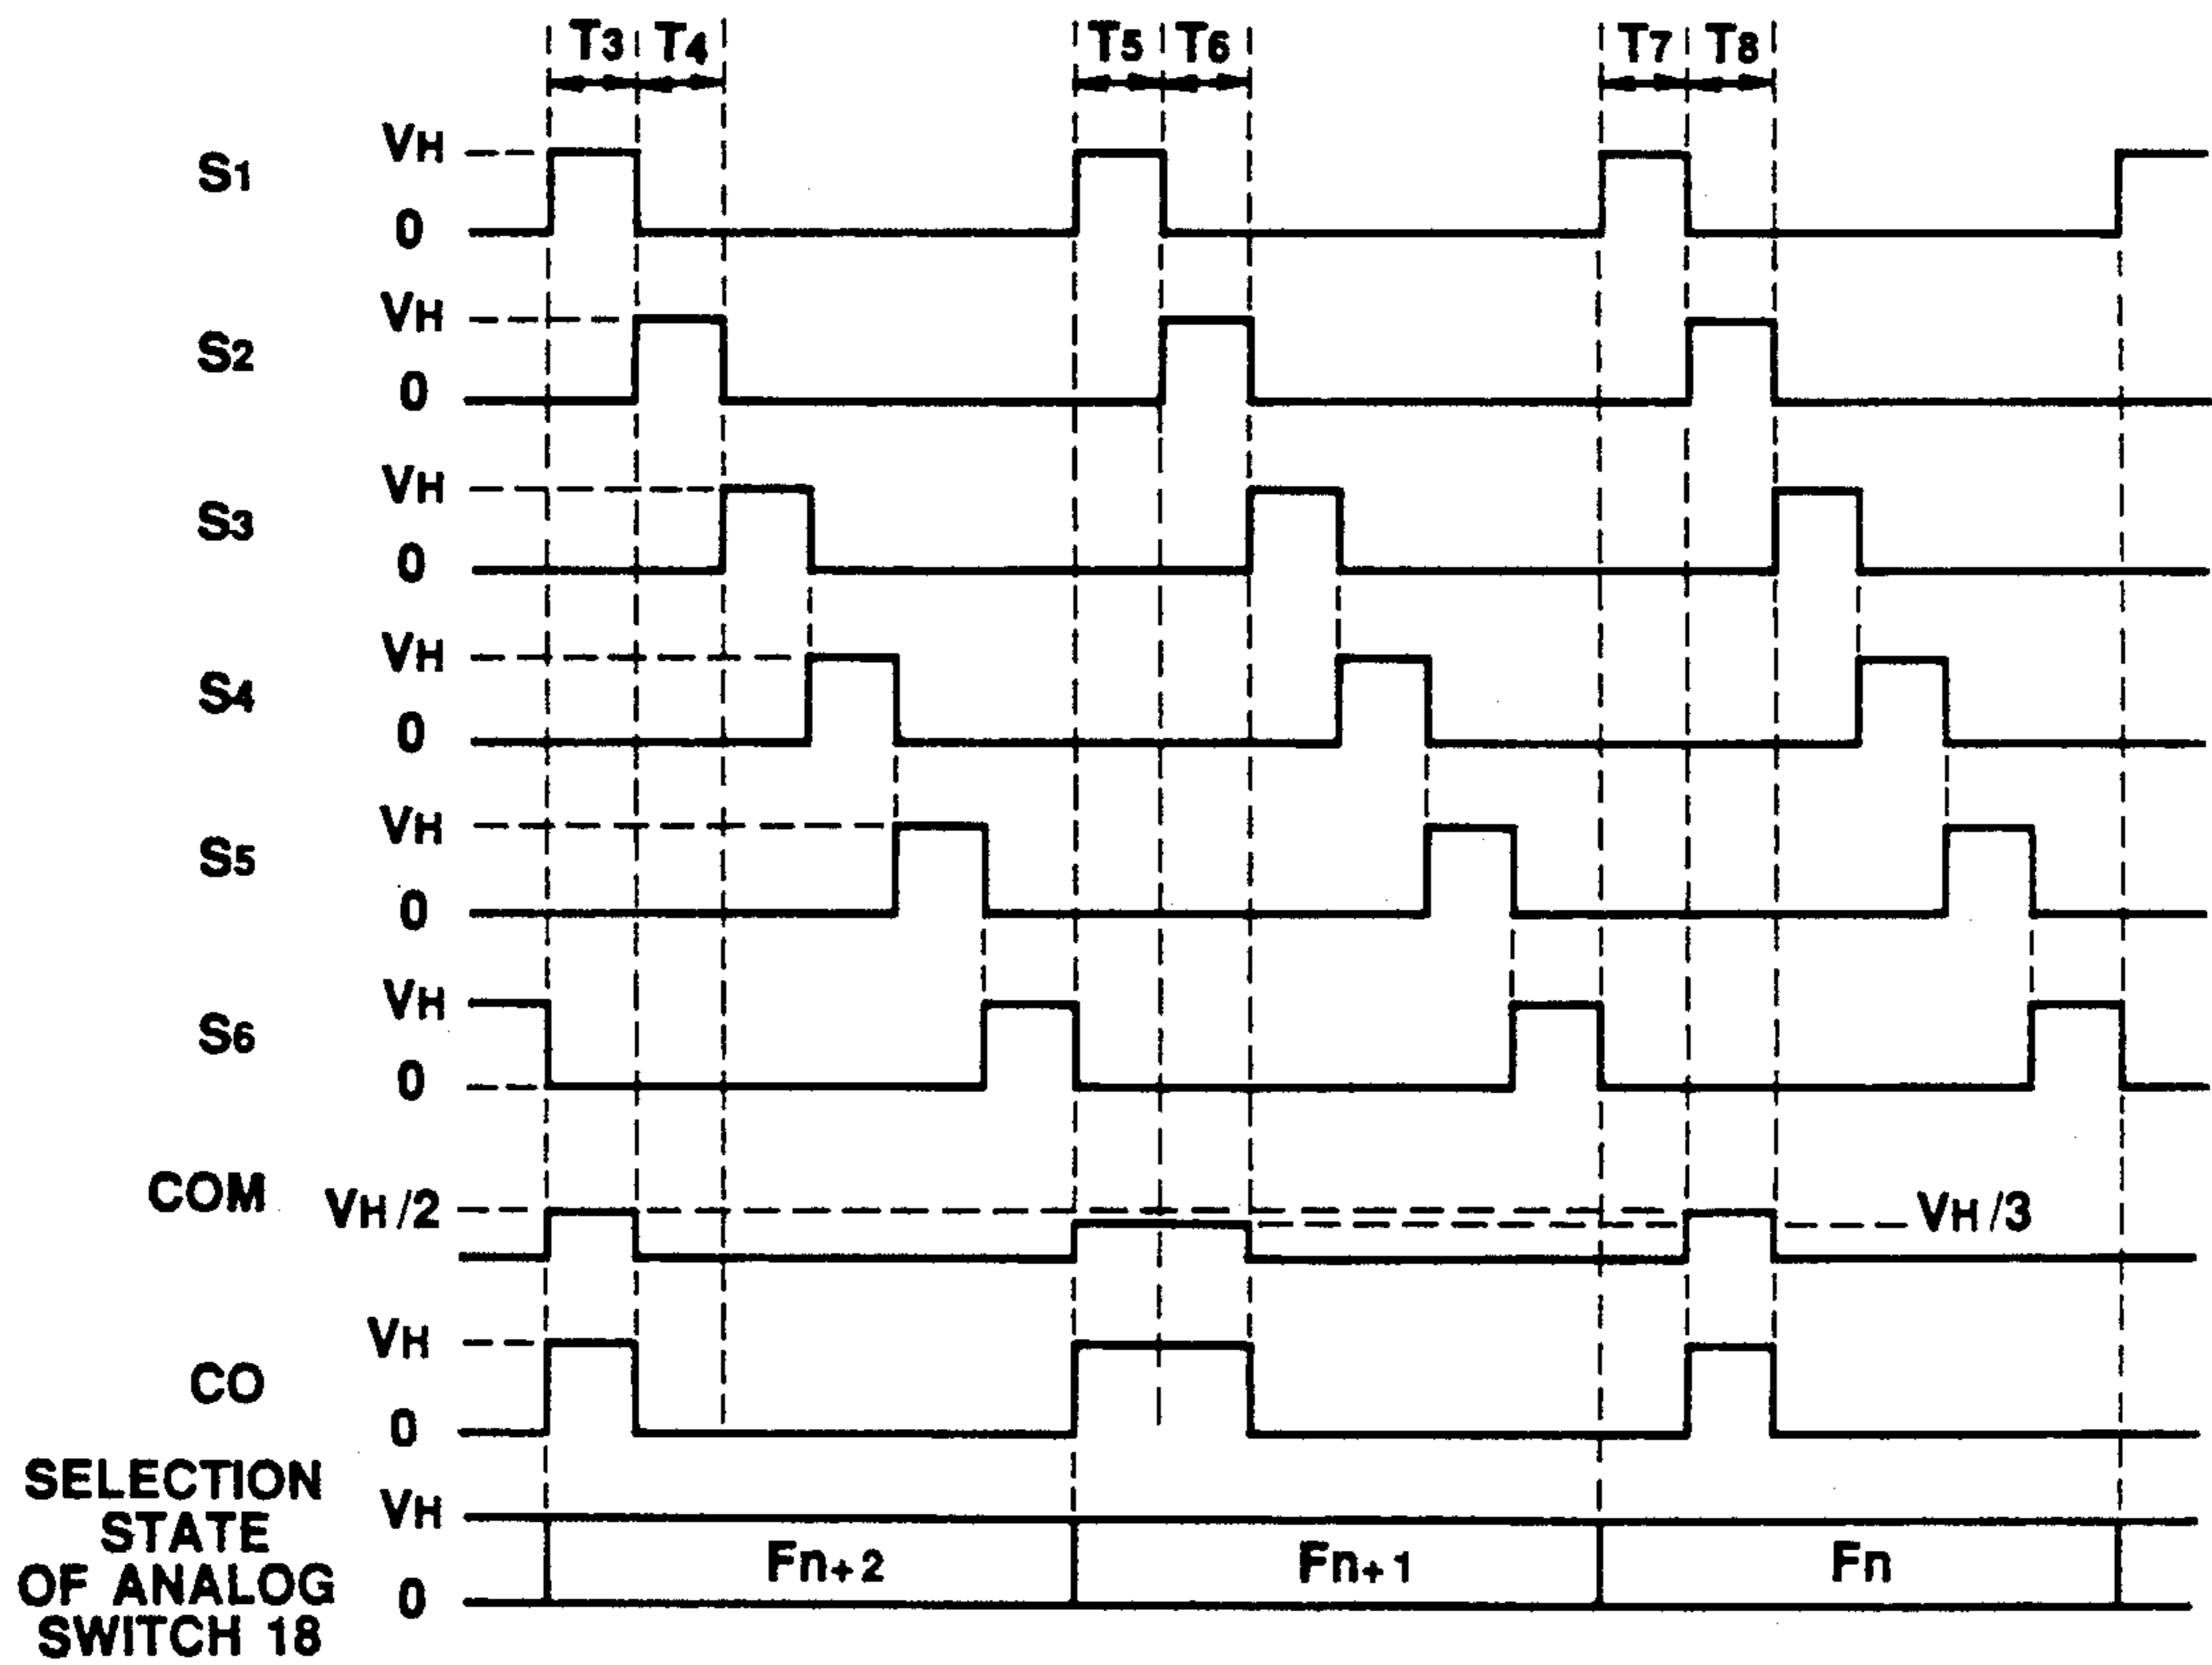 T3 T4 T5 T6 T7 T8
VH
S1
0
VH
S2
0
VH
S3
0
VH
S4
0
VH
S5
0
VH
S6
0
COM VH/2 VH/3
VH
CO
0
SELECTION
STATE
OF ANALOG
SWITCH 18
VH
0
Fn+2 Fn+1 Fn